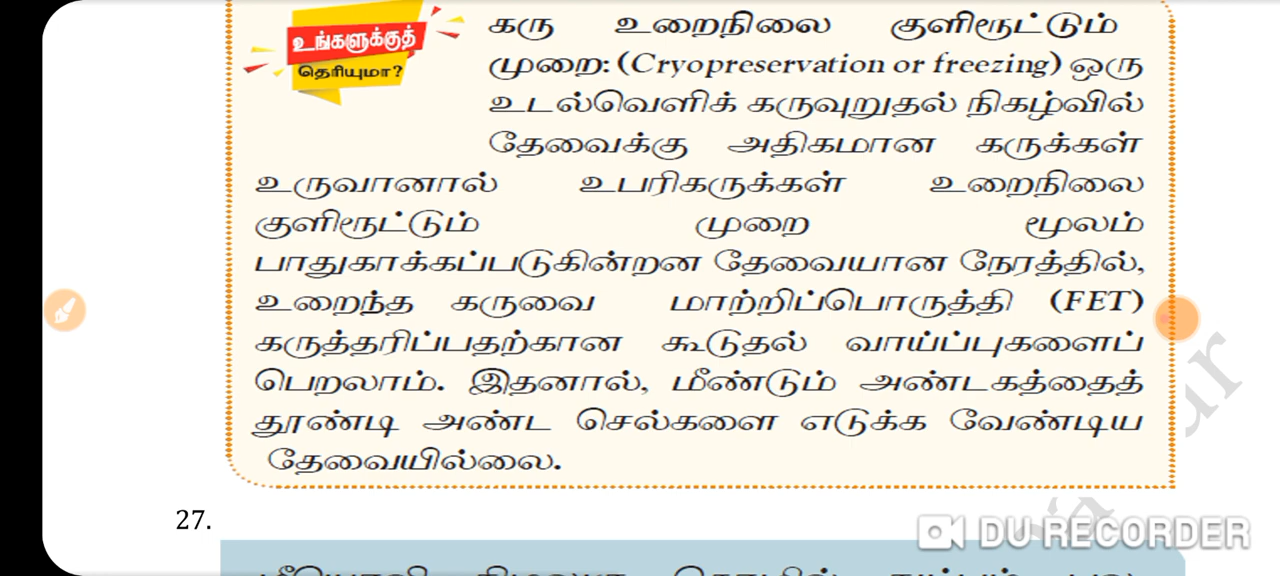 உங்களுக்குத்
தெரியுமா?
கரு உறைநிலை குளிரூட்டும்
முறை: (Cryopreservation or freezing) ஒரு
உடல்வெளிக் கருவுறுதல் நிகழ்வில்
தேவைக்கு அதிகமான கருக்கள்
உருவானால் உபரிகருக்கள் உறைநிலை
குளிரூட்டும் முறை மூலம்
பாதுகாக்கப்படுகின்றன தேவையான நேரத்தில்,
உறைந்த கருவை மாற்றிப்பொருத்தி (FET)
கருத்தரிப்பதற்கான கூடுதல் வாய்ப்புகளைப்
பெறலாம். இதனால், மீண்டும் அண்டகத்தைத்
தூண்டி அண்ட செல்களை எடுக்க வேண்டிய
தேவையில்லை.
27.
DU RECORDER